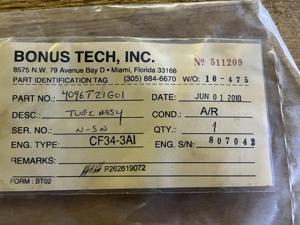 BONUS TECH, INC.
Nº 511209
8575 N.W. 79 Avenue Bay D • Miami, Florida 33166
PART IDENTIFICATION TAG (305) 884-6670 W/O: 10-475
PART NO.: 4096T21G01 DATE: JUN 01 2010
DESC.: TUBE ASSY COND.: A/R
SER. NO.: N-SN QTY.: 1
ENG. TYPE: CF34-3A1 ENG. S/N: 807042
REMARKS:
P262619072
FORM : BT02